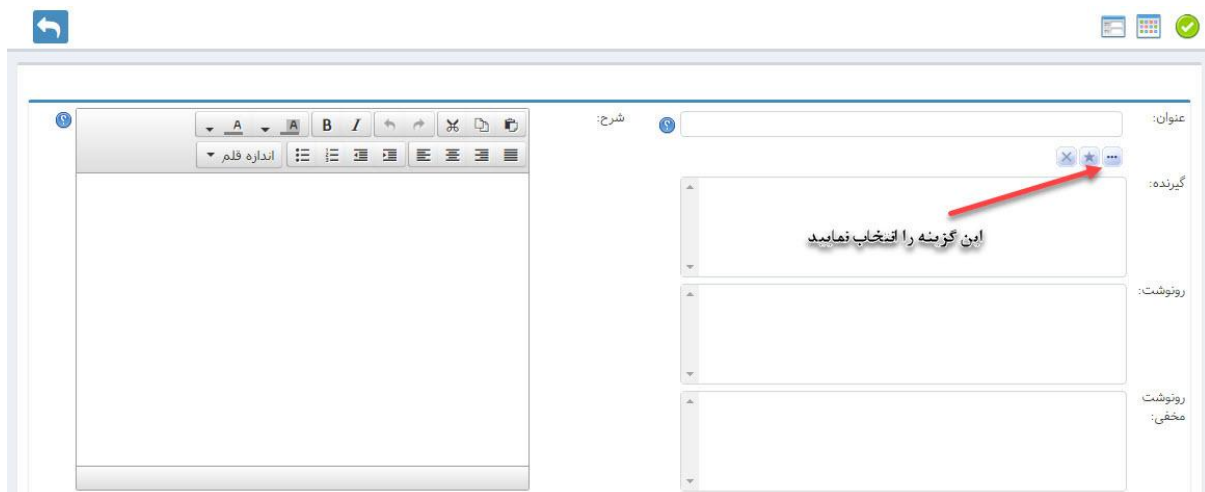 عنوان:
شرح:
A A B I
اندازه قلم
گیرنده:
این گزینه را انتخاب نمایید
رونوشت:
رونوشت
مخفی: